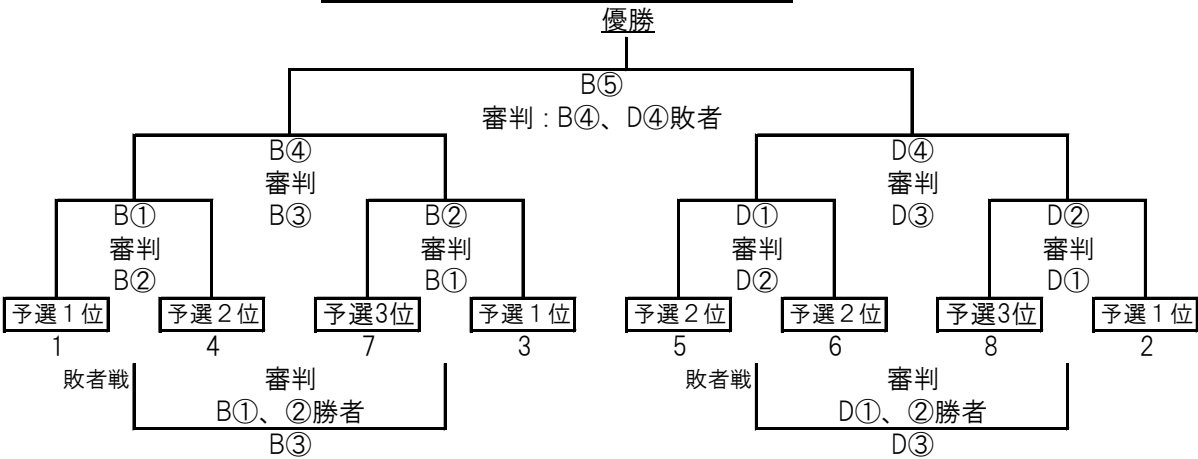 優勝
B⑤
審判：B④、D④敗者
B④ D④
審判 審判
B③ D③
B① B② D① D②
審判 審判 審判 審判
B② B① D② D①
予選１位 予選２位 予選3位 予選１位 予選２位 予選２位 予選3位 予選１位
1 4 7 3 5 6 8 2
敗者戦 審判 敗者戦 審判
B①、②勝者 D①、②勝者
B③ D③